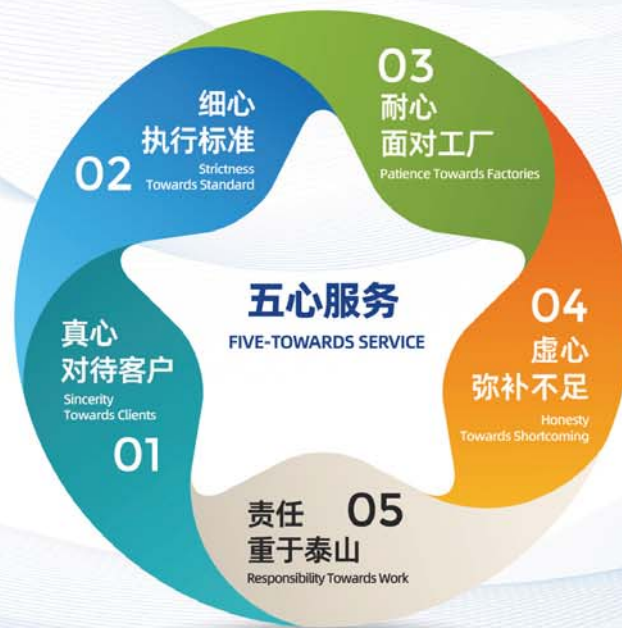 五心服务
FIVE-TOWARDS SERVICE
真心
对待客户
Sincerity
Towards Clients
01
细心
执行标准
02
Strictness
Towards Standard
03
耐心
面对工厂
Patience Towards Factories
04
虚心
弥补不足
Honesty
Towards Shortcoming
责任 05
重于泰山
Responsibility Towards Work